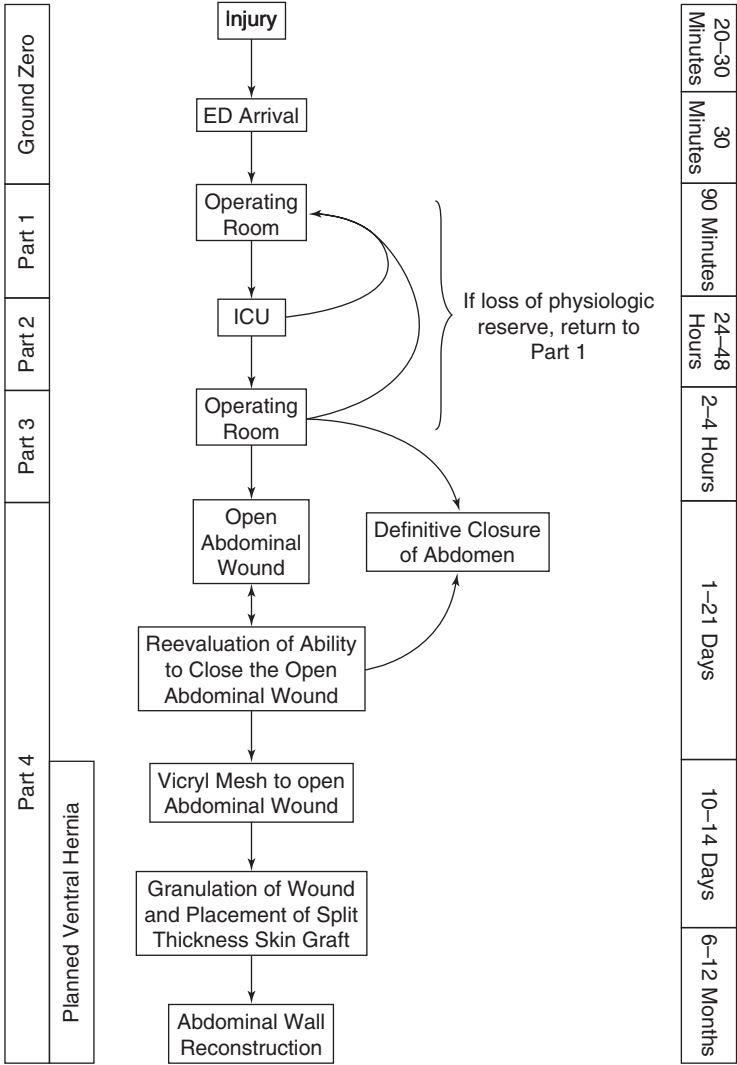 Injury
ED Arrival
Operating
Room
ICU
Operating
Room
Open
Abdominal
Wound
Definitive Closure
of Abdomen
Reevaluation of Ability
to Close the Open
Abdominal Wound
Vicryl Mesh to open
Abdominal Wound
Granulation of Wound
and Placement of Split
Thickness Skin Graft
Abdominal Wall
Reconstruction
If loss of physiologic
reserve, return to
Part 1
Ground Zero
Part 1
Part 2
Part 3
Part 4
Planned Ventral Hernia
20–30
Minutes
30
Minutes
90 Minutes
24–48
Hours
2–4 Hours
1–21 Days
10–14 Days
6–12 Months